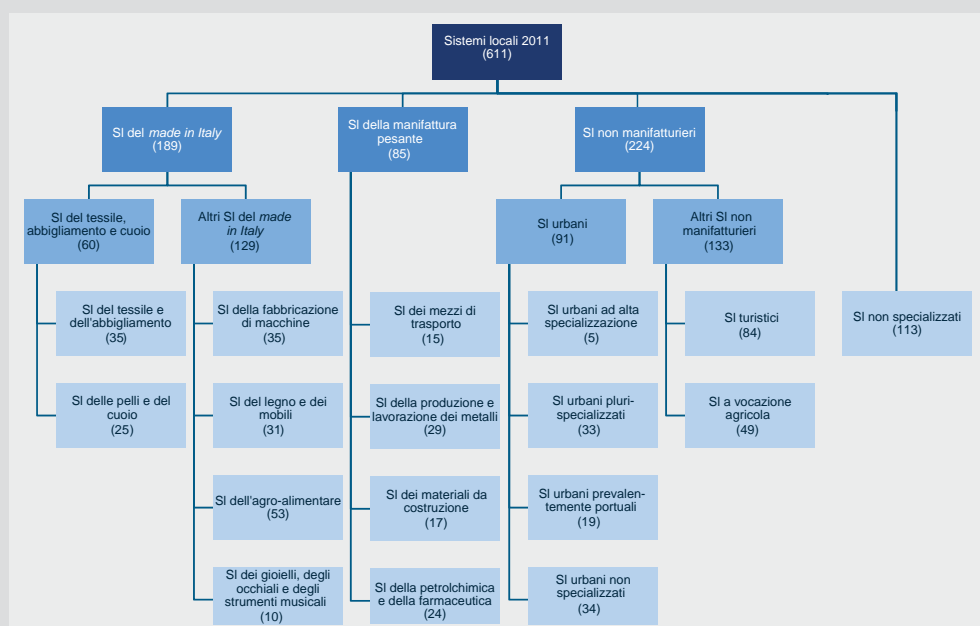 Sistemi locali 2011
(611)
Sl del made in Italy
(189)
Sl della manifattura
pesante
(85)
Sl non manifatturieri
(224)
Sl del tessile,
abbigliamento e cuoio
(60)
Altri Sl del made
in Italy
(129)
Sl urbani
(91)
Altri Sl non
manifatturieri
(133)
Sl del tessile e
dell'abbigliamento
(35)
Sl della fabbricazione
di macchine
(35)
Sl dei mezzi di
trasporto
(15)
Sl urbani ad alta
specializzazione
(5)
Sl turistici
(84)
Sl non specializzati
(113)
Sl delle pelli e del
cuoio
(25)
Sl del legno e dei
mobili
(31)
Sl della produzione e
lavorazione dei metalli
(29)
Sl urbani pluri-
specializzati
(33)
Sl a vocazione
agricola
(49)
Sl dell'agro-alimentare
(53)
Sl dei materiali da
costruzione
(17)
Sl urbani prevalen-
temente portuali
(19)
Sl dei gioielli, degli
occhiali e degli
strumenti musicali
(10)
Sl della petrolchimica
e della farmaceutica
(24)
Sl urbani non
specializzati
(34)